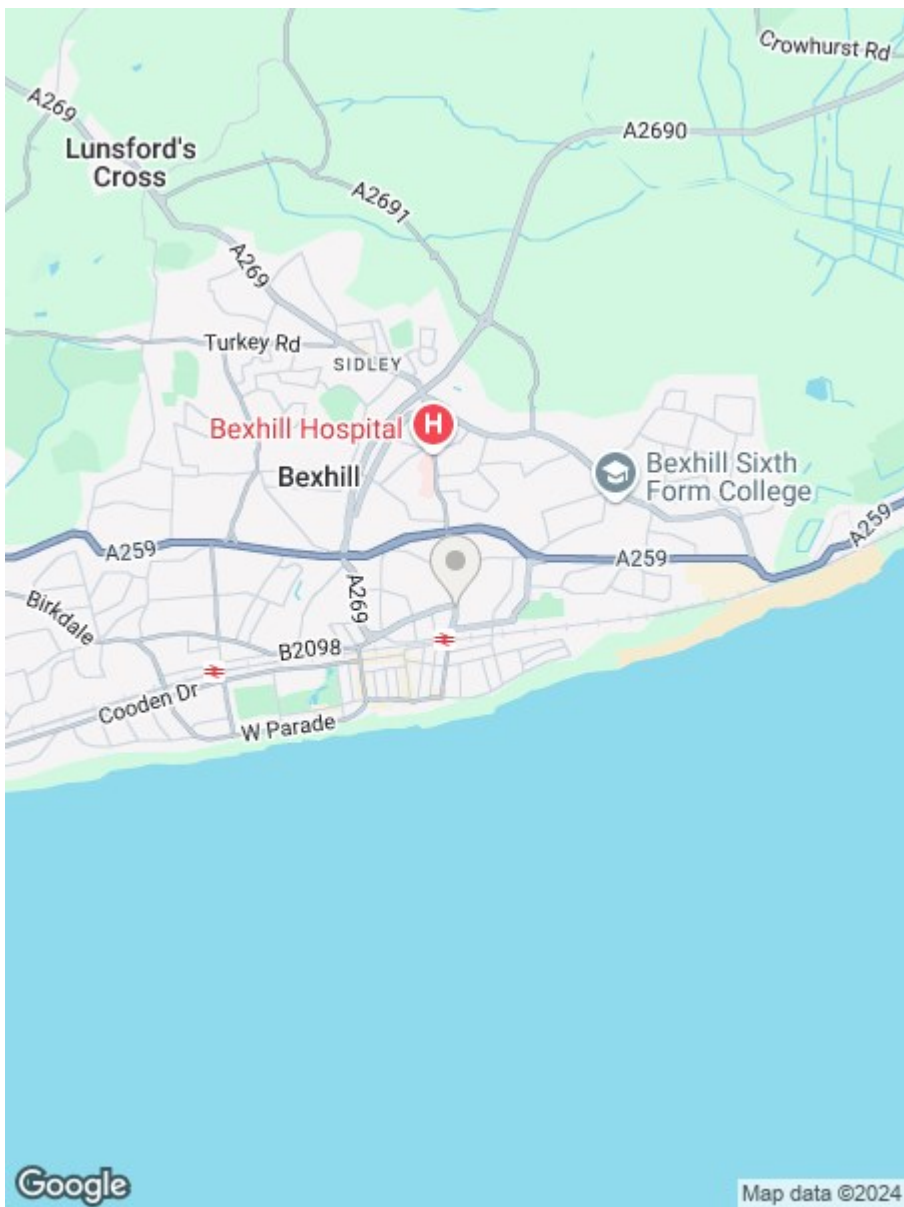 Crowhurst Rd
A269
A2690
Lunsford's
Cross
A2691
A269
Turkey Rd
SIDLEY
Bexhill Hospital
H
Bexhill
Bexhill Sixth
Form College
A259
A259
A259
A269
Birkdale
B2098
Cooden Dr
W Parade
Google
Map data ©2024